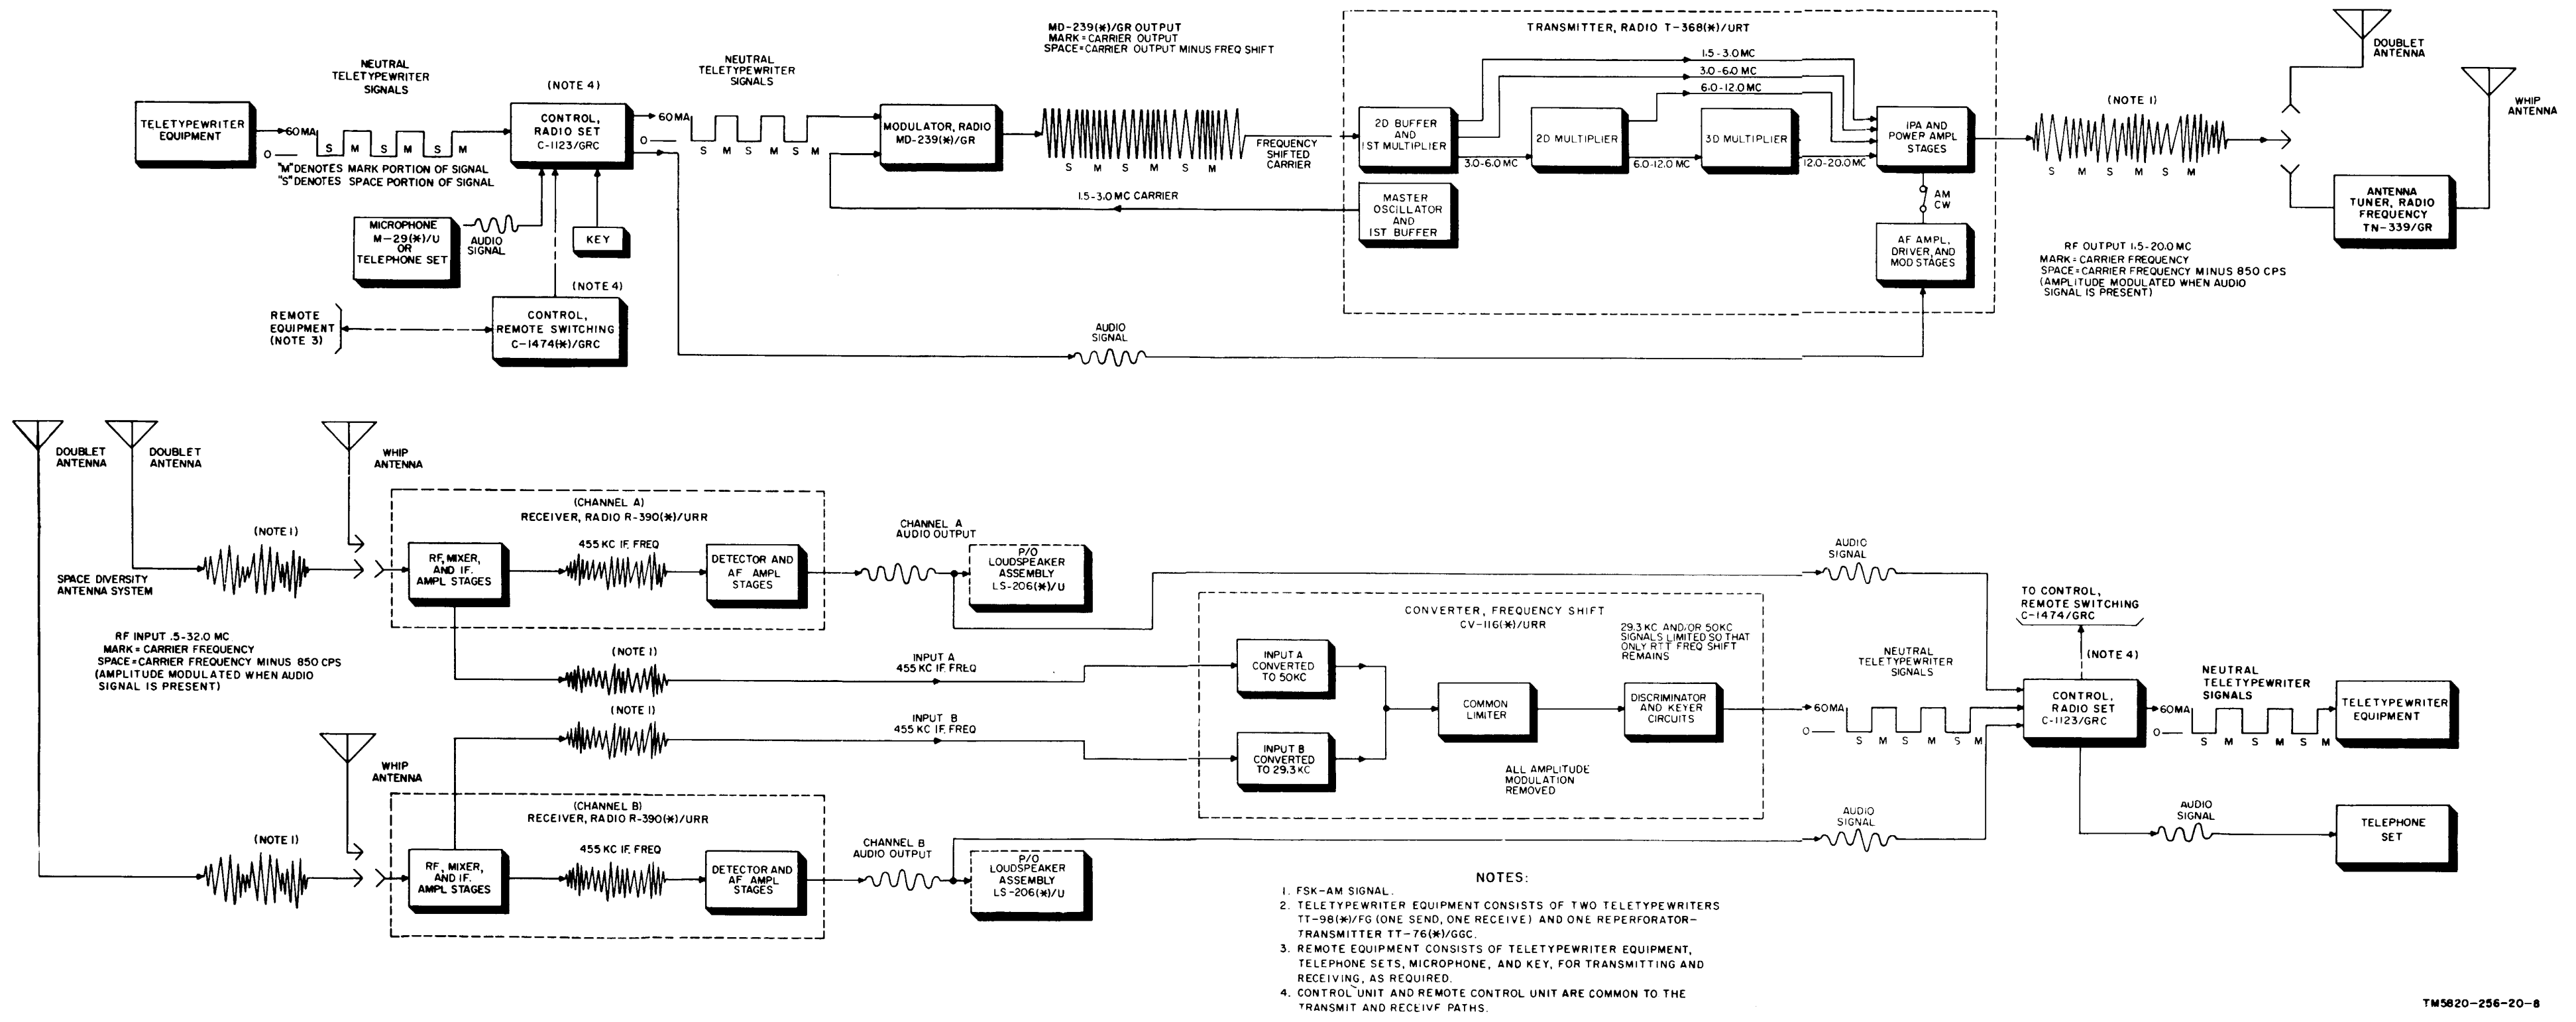 MD-239(*)/GR OUTPUT
MARK=CARRIER OUTPUT
SPACE=CARRIER OUTPUT MINUS FREQ SHIFT
TRANSMITTER, RADIO T-368(*)/URT
DOUBLET
ANTENNA
WHIP
ANTENNA
NEUTRAL
TELETYPEWRITER
SIGNALS
(NOTE 4)
NEUTRAL
TELETYPEWRITER
SIGNALS
1.5-3.0 MC
3.0-6.0 MC
6.0-12.0 MC
(NOTE 1)
TELETYPEWRITER
EQUIPMENT
60MA
0
S M S M S M
"M" DENOTES MARK PORTION OF SIGNAL
"S" DENOTES SPACE PORTION OF SIGNAL
CONTROL,
RADIO SET
C-1123/GRC
60MA
0
S M S M S M
MODULATOR, RADIO
MD-239(*)/GR
S M S M S M
FREQUENCY
SHIFTED
CARRIER
2D BUFFER
AND
1ST MULTIPLIER
3.0-6.0 MC
2D MULTIPLIER
6.0-12.0 MC
3D MULTIPLIER
12.0-20.0 MC
IPA AND
POWER AMPL
STAGES
S M S M S M
1.5-3.0 MC CARRIER
MASTER
OSCILLATOR
AND
1ST BUFFER
AM
CW
AF AMPL,
DRIVER, AND
MOD STAGES
ANTENNA
TUNER, RADIO
FREQUENCY
TN-339/GR
RF OUTPUT 1.5-20.0 MC
MARK=CARRIER FREQUENCY
SPACE=CARRIER FREQUENCY MINUS 850 CPS
(AMPLITUDE MODULATED WHEN AUDIO
SIGNAL IS PRESENT)
MICROPHONE
M-29(*)/U
OR
TELEPHONE SET
AUDIO
SIGNAL
KEY
(NOTE 4)
REMOTE
EQUIPMENT
(NOTE 3)
CONTROL,
REMOTE SWITCHING
C-1474(*)/GRC
AUDIO
SIGNAL
DOUBLET
ANTENNA
DOUBLET
ANTENNA
WHIP
ANTENNA
(CHANNEL A)
RECEIVER, RADIO R-390(*)/URR
(NOTE 1)
SPACE DIVERSITY
ANTENNA SYSTEM
RF, MIXER,
AND IF.
AMPL STAGES
455 KC IF. FREQ
DETECTOR AND
AF AMPL
STAGES
CHANNEL A
AUDIO OUTPUT
P/O
LOUDSPEAKER
ASSEMBLY
LS-206(*)/U
AUDIO
SIGNAL
RF INPUT .5-32.0 MC
MARK=CARRIER FREQUENCY
SPACE=CARRIER FREQUENCY MINUS 850 CPS
(AMPLITUDE MODULATED WHEN AUDIO
SIGNAL IS PRESENT)
(NOTE 1)
INPUT A
455 KC IF. FREQ
(NOTE 1)
INPUT B
455 KC IF. FREQ
CONVERTER, FREQUENCY SHIFT
CV-116(*)/URR
29.3 KC AND/OR 50KC
SIGNALS LIMITED SO THAT
ONLY RTT FREQ SHIFT
REMAINS
INPUT A
CONVERTED
TO 50KC
INPUT B
CONVERTED
TO 29.3 KC
COMMON
LIMITER
DISCRIMINATOR
AND KEYER
CIRCUITS
ALL AMPLITUDE
MODULATION
REMOVED
NEUTRAL
TELETYPEWRITER
SIGNALS
60MA
0
S M S M S M
TO CONTROL,
REMOTE SWITCHING
C-1474/GRC
(NOTE 4)
CONTROL,
RADIO SET
C-1123/GRC
NEUTRAL
TELETYPEWRITER
SIGNALS
60MA
0
S M S M S M
TELETYPEWRITER
EQUIPMENT
WHIP
ANTENNA
(CHANNEL B)
RECEIVER, RADIO R-390(*)/URR
(NOTE 1)
RF, MIXER,
AND IF.
AMPL STAGES
455 KC IF. FREQ
DETECTOR AND
AF AMPL
STAGES
CHANNEL B
AUDIO OUTPUT
P/O
LOUDSPEAKER
ASSEMBLY
LS-206(*)/U
AUDIO
SIGNAL
AUDIO
SIGNAL
TELEPHONE
SET
NOTES:
1. FSK-AM SIGNAL.
2. TELETYPEWRITER EQUIPMENT CONSISTS OF TWO TELETYPEWRITERS
TT-98(*)/FG (ONE SEND, ONE RECEIVE) AND ONE REPERFORATOR-
TRANSMITTER TT-76(*)/GGC.
3. REMOTE EQUIPMENT CONSISTS OF TELETYPEWRITER EQUIPMENT,
TELEPHONE SETS, MICROPHONE, AND KEY, FOR TRANSMITTING AND
RECEIVING, AS REQUIRED.
4. CONTROL UNIT AND REMOTE CONTROL UNIT ARE COMMON TO THE
TRANSMIT AND RECEIVE PATHS.
TM5820-256-20-8